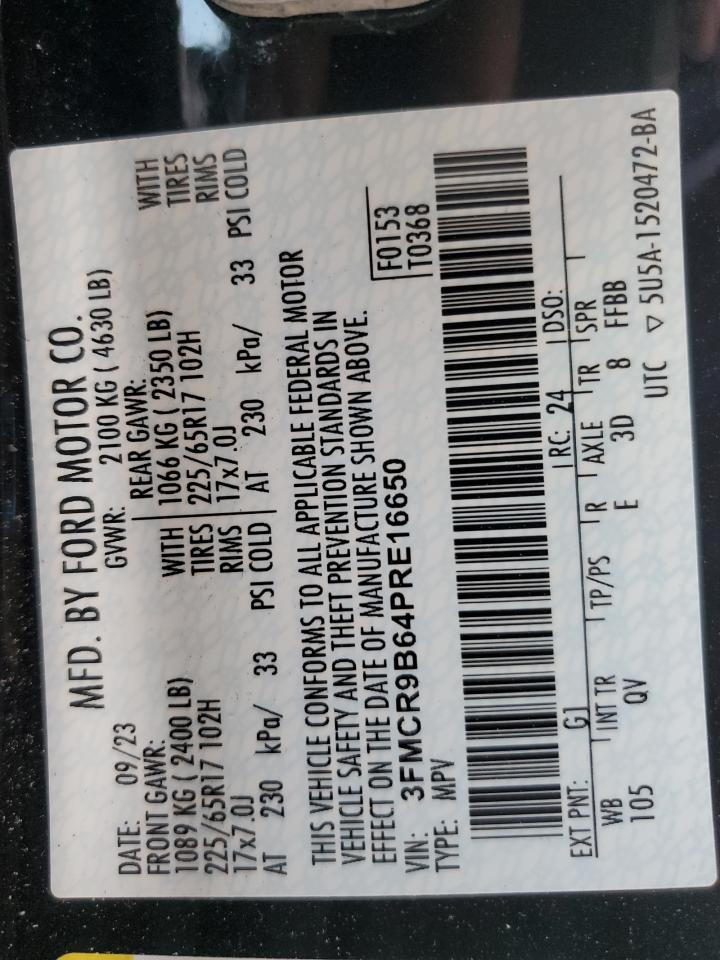 MFD. BY FORD MOTOR CO.
DATE: 09/23 GVWR: 2100 KG ( 4630 LB)
FRONT GAWR: REAR GAWR:
1089 KG ( 2400 LB) WITH 1066 KG ( 2350 LB) WITH
225/65R17 102H TIRES 225/65R17 102H TIRES
17x7.0J RIMS 17x7.0J RIMS
AT 230 kPa/ 33 PSI COLD AT 230 kPa/ 33 PSI COLD
THIS VEHICLE CONFORMS TO ALL APPLICABLE FEDERAL MOTOR
VEHICLE SAFETY AND THEFT PREVENTION STANDARDS IN
EFFECT ON THE DATE OF MANUFACTURE SHOWN ABOVE.
VIN: 3FMCR9B64PRE16650 F0153
TYPE: MPV T0368
EXT PNT: G1 RC: 24 DSO:
WB INT TR TP/PS R AXLE TR SPR
105 QV E 3D 8 FFBB
UTC ▽ 5U5A-1520472-BA